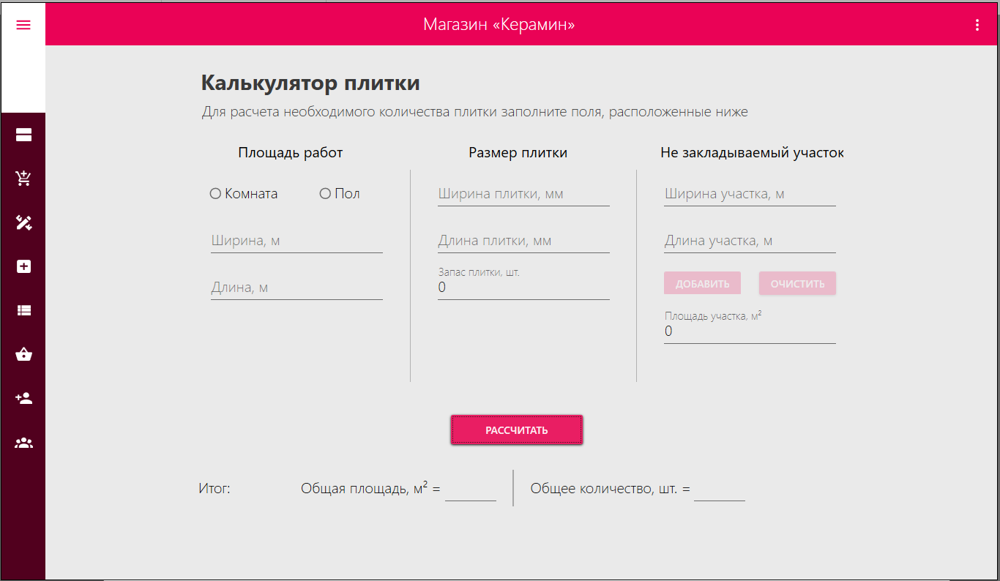 Магазин «Керамин»
Калькулятор плитки
Для расчета необходимого количества плитки заполните поля, расположенные ниже
Площадь работ
Комната
Пол
Ширина, м
Длина, м
Размер плитки
Ширина плитки, мм
Длина плитки, мм
Запас плитки, шт.
0
Не закладываемый участок
Ширина участка, м
Длина участка, м
ДОБАВИТЬ
ОЧИСТИТЬ
Площадь участка, м²
0
РАССЧИТАТЬ
Итог:
Общая площадь, м² =
Общее количество, шт. =